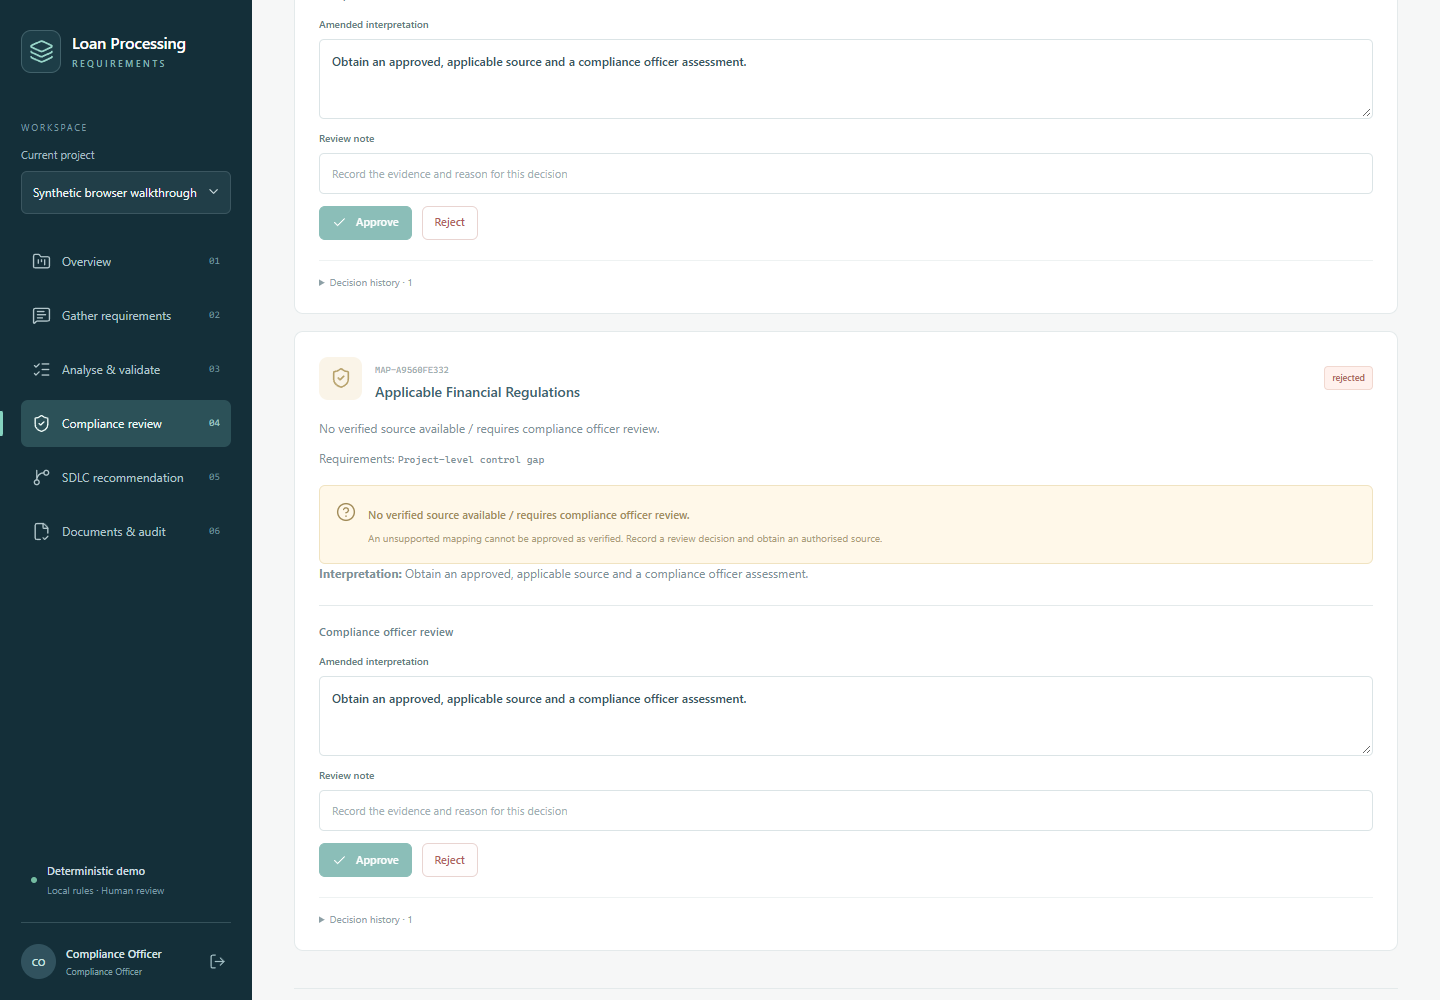 Loan Processing
REQUIREMENTS
WORKSPACE
Current project
Synthetic browser walkthrough
Overview 01
Gather requirements 02
Analyse & validate 03
Compliance review 04
SDLC recommendation 05
Documents & audit 06
Deterministic demo
Local rules · Human review
CO
Compliance Officer
Compliance Officer
Amended interpretation
Obtain an approved, applicable source and a compliance officer assessment.
Review note
Record the evidence and reason for this decision
Approve Reject
Decision history · 1
MAP-A9568FE332
Applicable Financial Regulations
rejected
No verified source available / requires compliance officer review.
Requirements: Project-level control gap
No verified source available / requires compliance officer review.
An unsupported mapping cannot be approved as verified. Record a review decision and obtain an authorised source.
Interpretation: Obtain an approved, applicable source and a compliance officer assessment.
Compliance officer review
Amended interpretation
Obtain an approved, applicable source and a compliance officer assessment.
Review note
Record the evidence and reason for this decision
Approve Reject
Decision history · 1